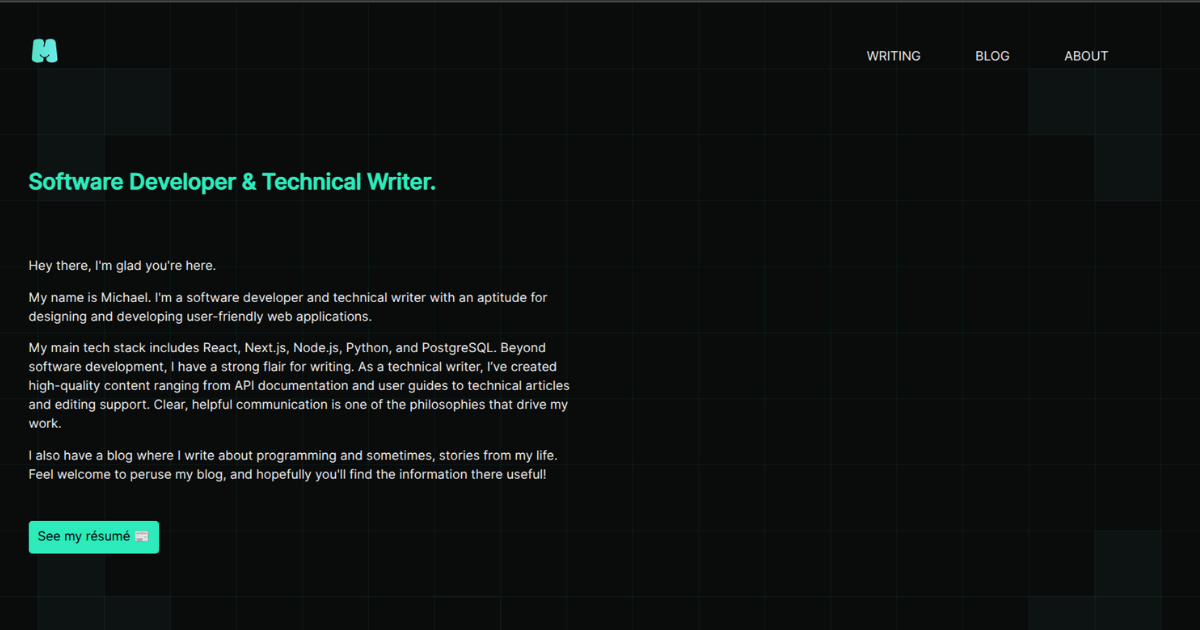 M
WRITING BLOG ABOUT
Software Developer & Technical Writer.
Hey there, I'm glad you're here.
My name is Michael. I'm a software developer and technical writer with an aptitude for
designing and developing user-friendly web applications.
My main tech stack includes React, Next.js, Node.js, Python, and PostgreSQL. Beyond
software development, I have a strong flair for writing. As a technical writer, I've created
high-quality content ranging from API documentation and user guides to technical articles
and editing support. Clear, helpful communication is one of the philosophies that drive my
work.
I also have a blog where I write about programming and sometimes, stories from my life.
Feel welcome to peruse my blog, and hopefully you'll find the information there useful!
See my résumé 📰